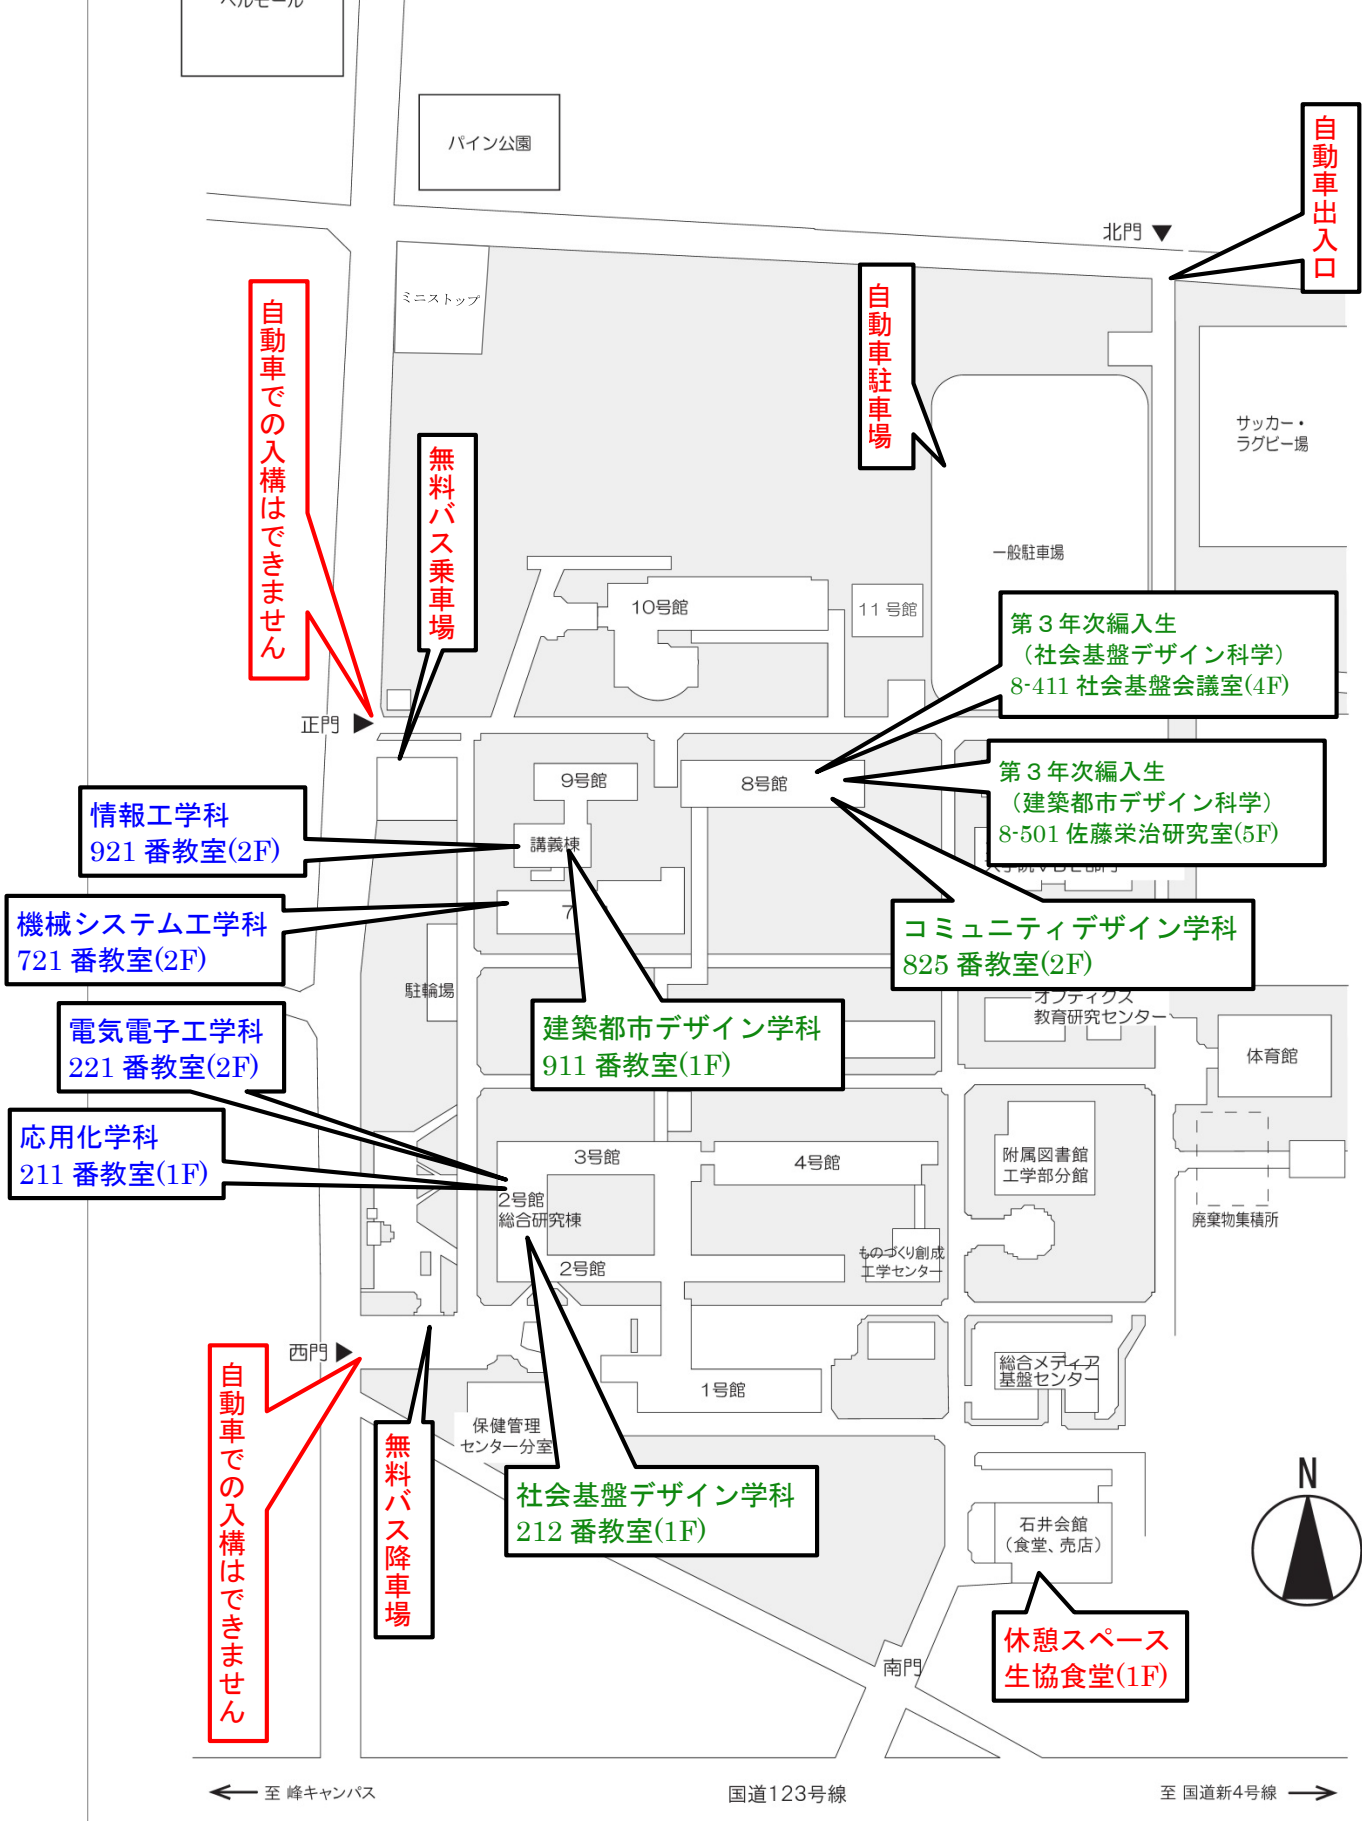 ベルモール
パイン公園
北門
自動車出入口
ミニストップ
自動車での入構はできません
自動車駐車場
サッカー・
ラグビー場
無料バス乗車場
一般駐車場
10号館
11 号館
第３年次編入生
（社会基盤デザイン科学）
8-411 社会基盤会議室(4F)
正門
9号館
8号館
第３年次編入生
（建築都市デザイン科学）
8-501 佐藤栄治研究室(5F)
情報工学科
921 番教室(2F)
講義棟
機械システム工学科
721 番教室(2F)
7
コミュニティデザイン学科
825 番教室(2F)
駐輪場
オプティクス
教育研究センター
電気電子工学科
221 番教室(2F)
建築都市デザイン学科
911 番教室(1F)
体育館
応用化学科
211 番教室(1F)
3号館
4号館
附属図書館
工学部分館
2号館
総合研究棟
廃棄物集積所
2号館
ものづくり創成
工学センター
西門
自動車での入構はできません
総合メディア
基盤センター
1号館
保健管理
センター分室
無料バス降車場
社会基盤デザイン学科
212 番教室(1F)
N
石井会館
（食堂、売店）
休憩スペース
生協食堂(1F)
南門
至 峰キャンパス
国道123号線
至 国道新4号線